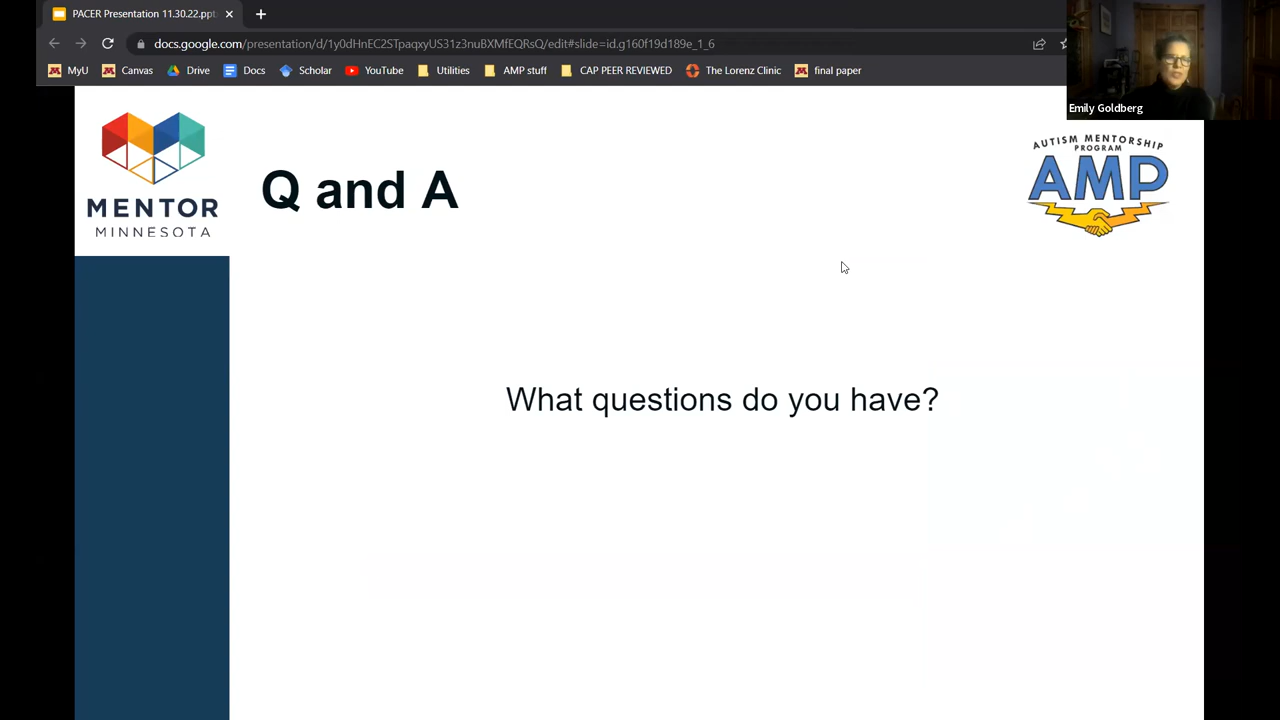 PACER Presentation 11.30.22.ppt
docs.google.com/presentation/d/1y0dHnEC2STpaqxyUS31z3nuBXMfEQRsQ/edit#slide=id.g160f19d189e_1_6
MyU Canvas Drive Docs Scholar YouTube Utilities AMP stuff CAP PEER REVIEWED The Lorenz Clinic final paper
Emily Goldberg
MENTOR
MINNESOTA
Q and A
AUTISM MENTORSHIP
PROGRAM
AMP
What questions do you have?